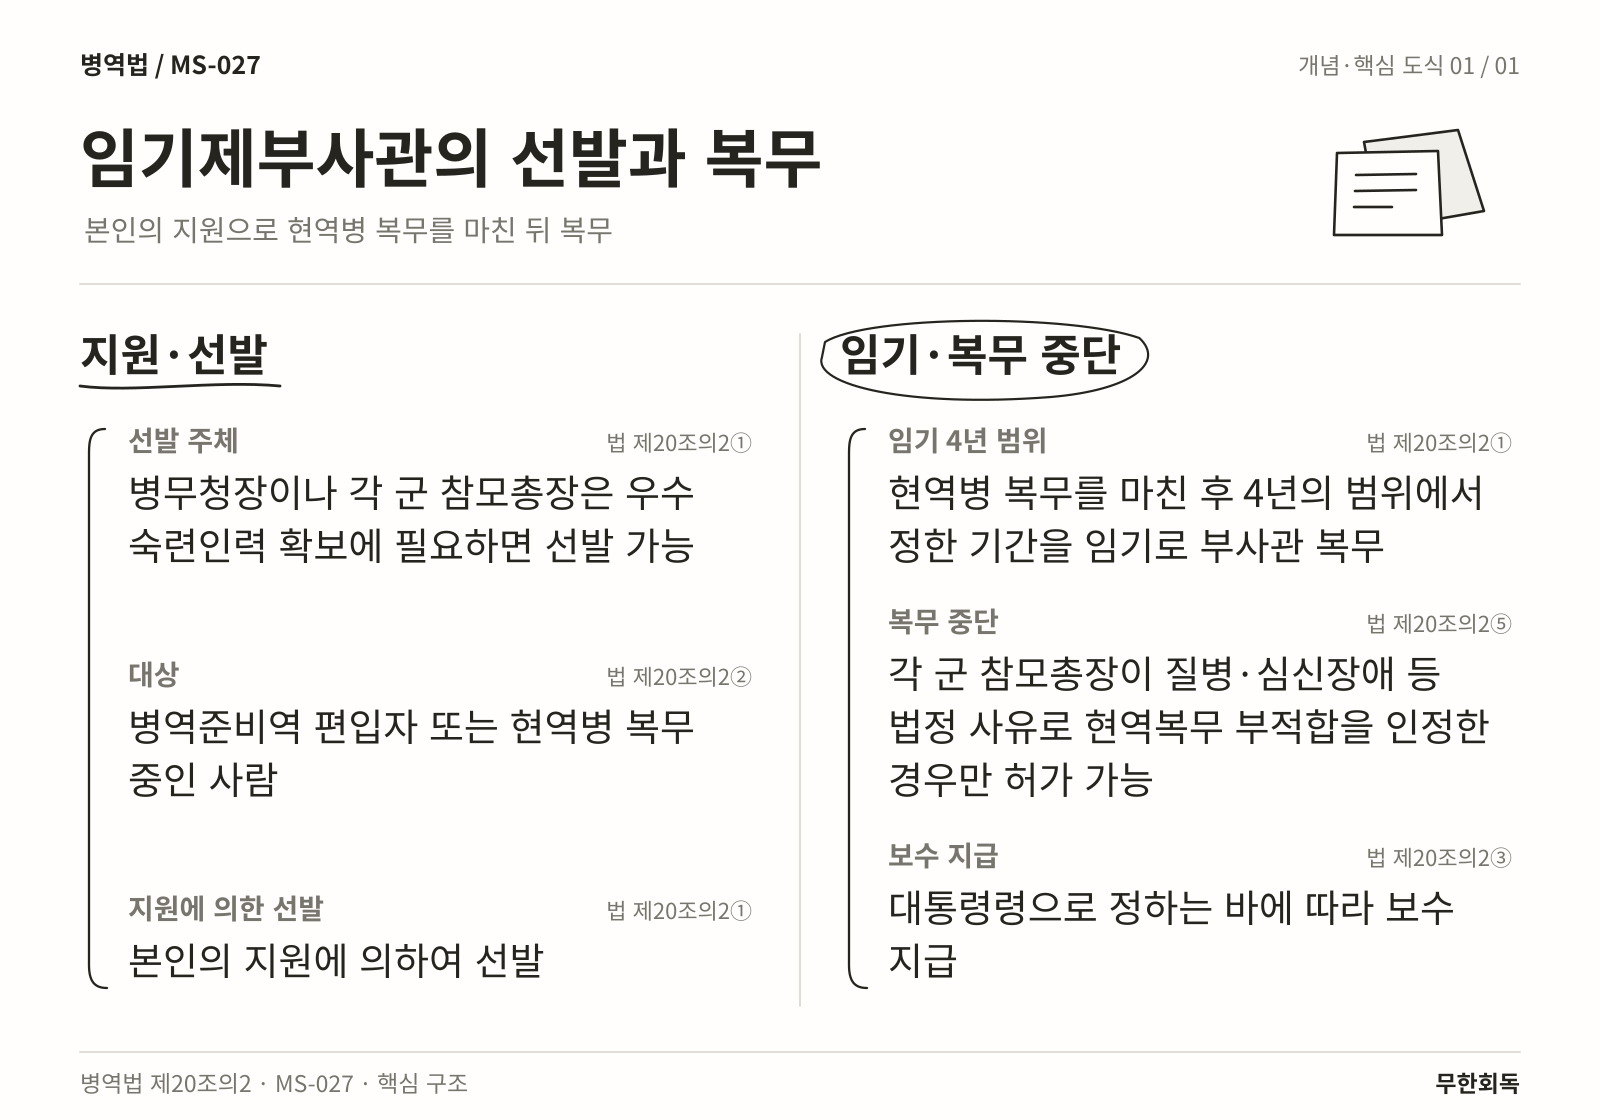 병역법 / MS-027
개념·핵심 도식 01 / 01
임기제부사관의 선발과 복무
본인의 지원으로 현역병 복무를 마친 뒤 복무
지원·선발
선발 주체
법 제20조의2①
병무청장이나 각 군 참모총장은 우수
숙련인력 확보에 필요하면 선발 가능
대상
법 제20조의2②
병역준비역 편입자 또는 현역병 복무
중인 사람
지원에 의한 선발
법 제20조의2①
본인의 지원에 의하여 선발
임기·복무 중단
임기 4년 범위
법 제20조의2①
현역병 복무를 마친 후 4년의 범위에서
정한 기간을 임기로 부사관 복무
복무 중단
법 제20조의2⑤
각 군 참모총장이 질병·심신장애 등
법정 사유로 현역복무 부적합을 인정한
경우만 허가 가능
보수 지급
법 제20조의2③
대통령령으로 정하는 바에 따라 보수
지급
병역법 제20조의2 · MS-027 · 핵심 구조
무한회독